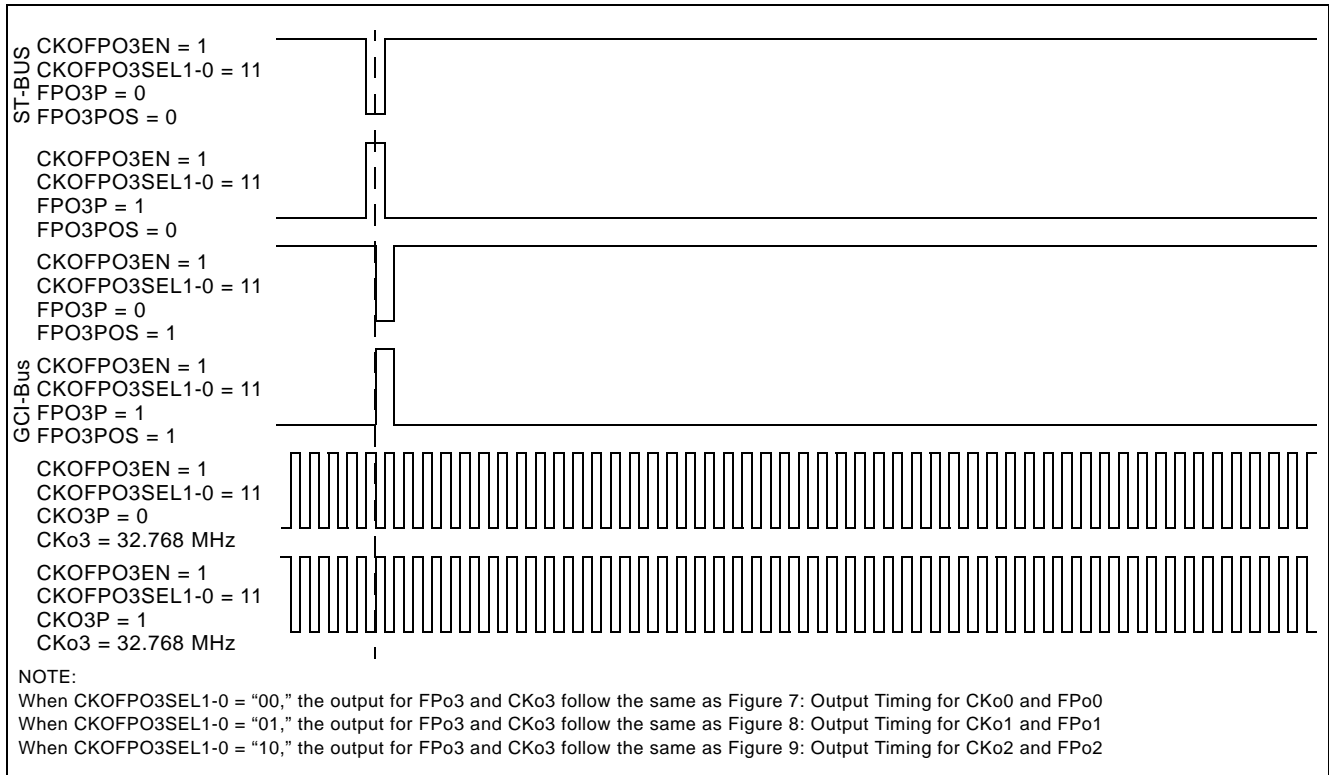 ST-BUS
CKOFPO3EN = 1
CKOFPO3SEL1-0 = 11
FPO3P = 0
FPO3POS = 0
CKOFPO3EN = 1
CKOFPO3SEL1-0 = 11
FPO3P = 1
FPO3POS = 0
CKOFPO3EN = 1
CKOFPO3SEL1-0 = 11
FPO3P = 0
FPO3POS = 1
GCI-Bus
CKOFPO3EN = 1
CKOFPO3SEL1-0 = 11
FPO3P = 1
FPO3POS = 1
CKOFPO3EN = 1
CKOFPO3SEL1-0 = 11
CKO3P = 0
CKo3 = 32.768 MHz
CKOFPO3EN = 1
CKOFPO3SEL1-0 = 11
CKO3P = 1
CKo3 = 32.768 MHz
NOTE:
When CKOFPO3SEL1-0 = “00,” the output for FPo3 and CKo3 follow the same as Figure 7: Output Timing for CKo0 and FPo0
When CKOFPO3SEL1-0 = “01,” the output for FPo3 and CKo3 follow the same as Figure 8: Output Timing for CKo1 and FPo1
When CKOFPO3SEL1-0 = “10,” the output for FPo3 and CKo3 follow the same as Figure 9: Output Timing for CKo2 and FPo2